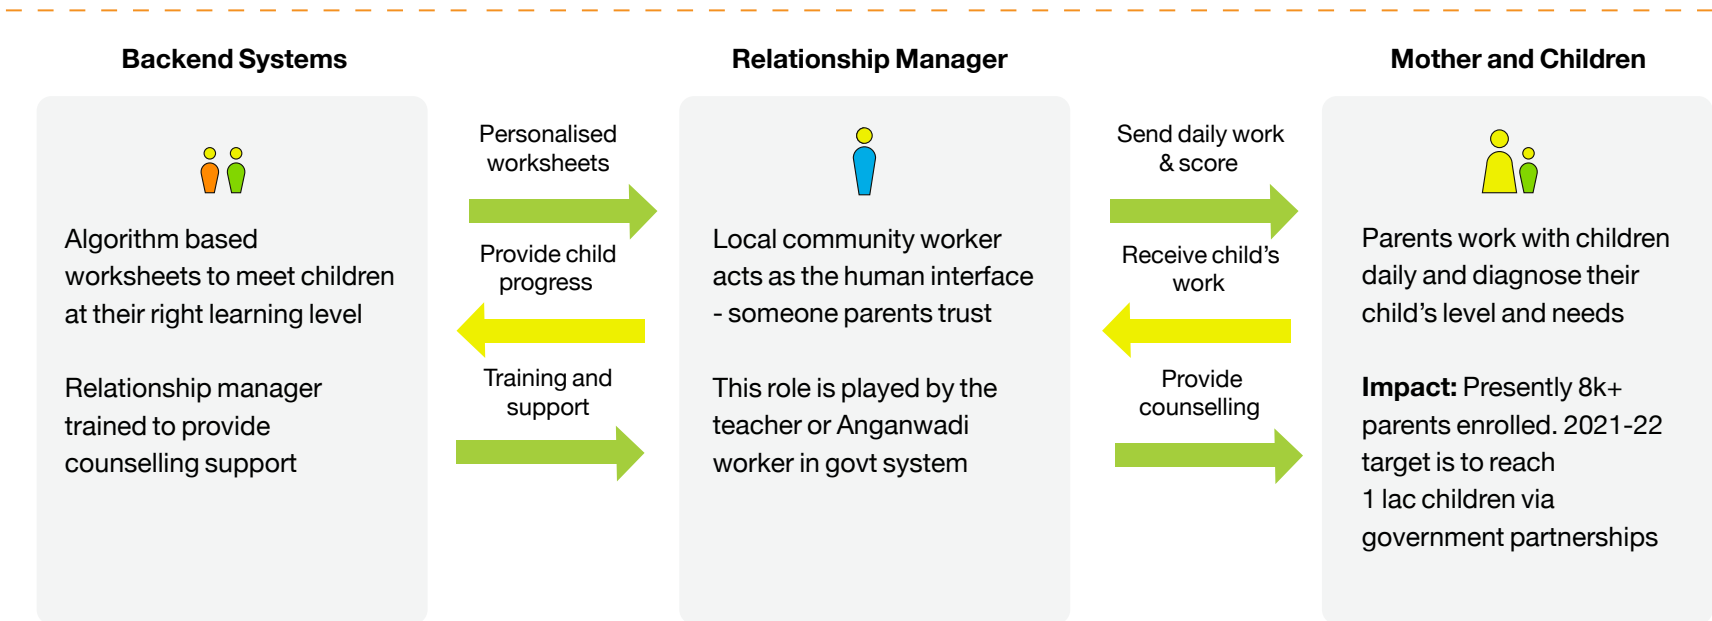 Backend Systems
Algorithm based
worksheets to meet children
at their right learning level
Relationship manager
trained to provide
counselling support
Personalised
worksheets
Provide child
progress
Training and
support
Relationship Manager
Local community worker
acts as the human interface
- someone parents trust
This role is played by the
teacher or Anganwadi
worker in govt system
Send daily work
& score
Receive child’s
work
Provide
counselling
Mother and Children
Parents work with children
daily and diagnose their
child’s level and needs
Impact: Presently 8k+
parents enrolled. 2021-22
target is to reach
1 lac children via
government partnerships